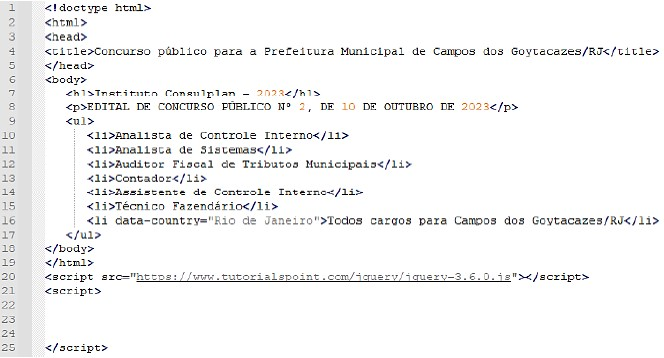 1 <!doctype html>
2 <html>
3 <head>
4 <title>Concurso público para a Prefeitura Municipal de Campos dos Goytacazes/RJ</title>
5 </head>
6 <body>
7 <h1>Instituto Consulplan - 2023</h1>
8 <p>EDITAL DE CONCURSO PÚBLICO Nº 2, DE 10 DE OUTUBRO DE 2023</p>
9 <ul>
10 <li>Analista de Controle Interno</li>
11 <li>Analista de Sistemas</li>
12 <li>Auditor Fiscal de Tributos Municipais</li>
13 <li>Contador</li>
14 <li>Assistente de Controle Interno</li>
15 <li>Técnico Fazendário</li>
16 <li data-country="Rio de Janeiro">Todos cargos para Campos dos Goytacazes/RJ</li>
17 </ul>
18 </body>
19 </html>
20 <script src="https://www.tutorialspoint.com/jquery/jquery-3.6.0.js"></script>
21 <script>
22
23
24
25 </script>